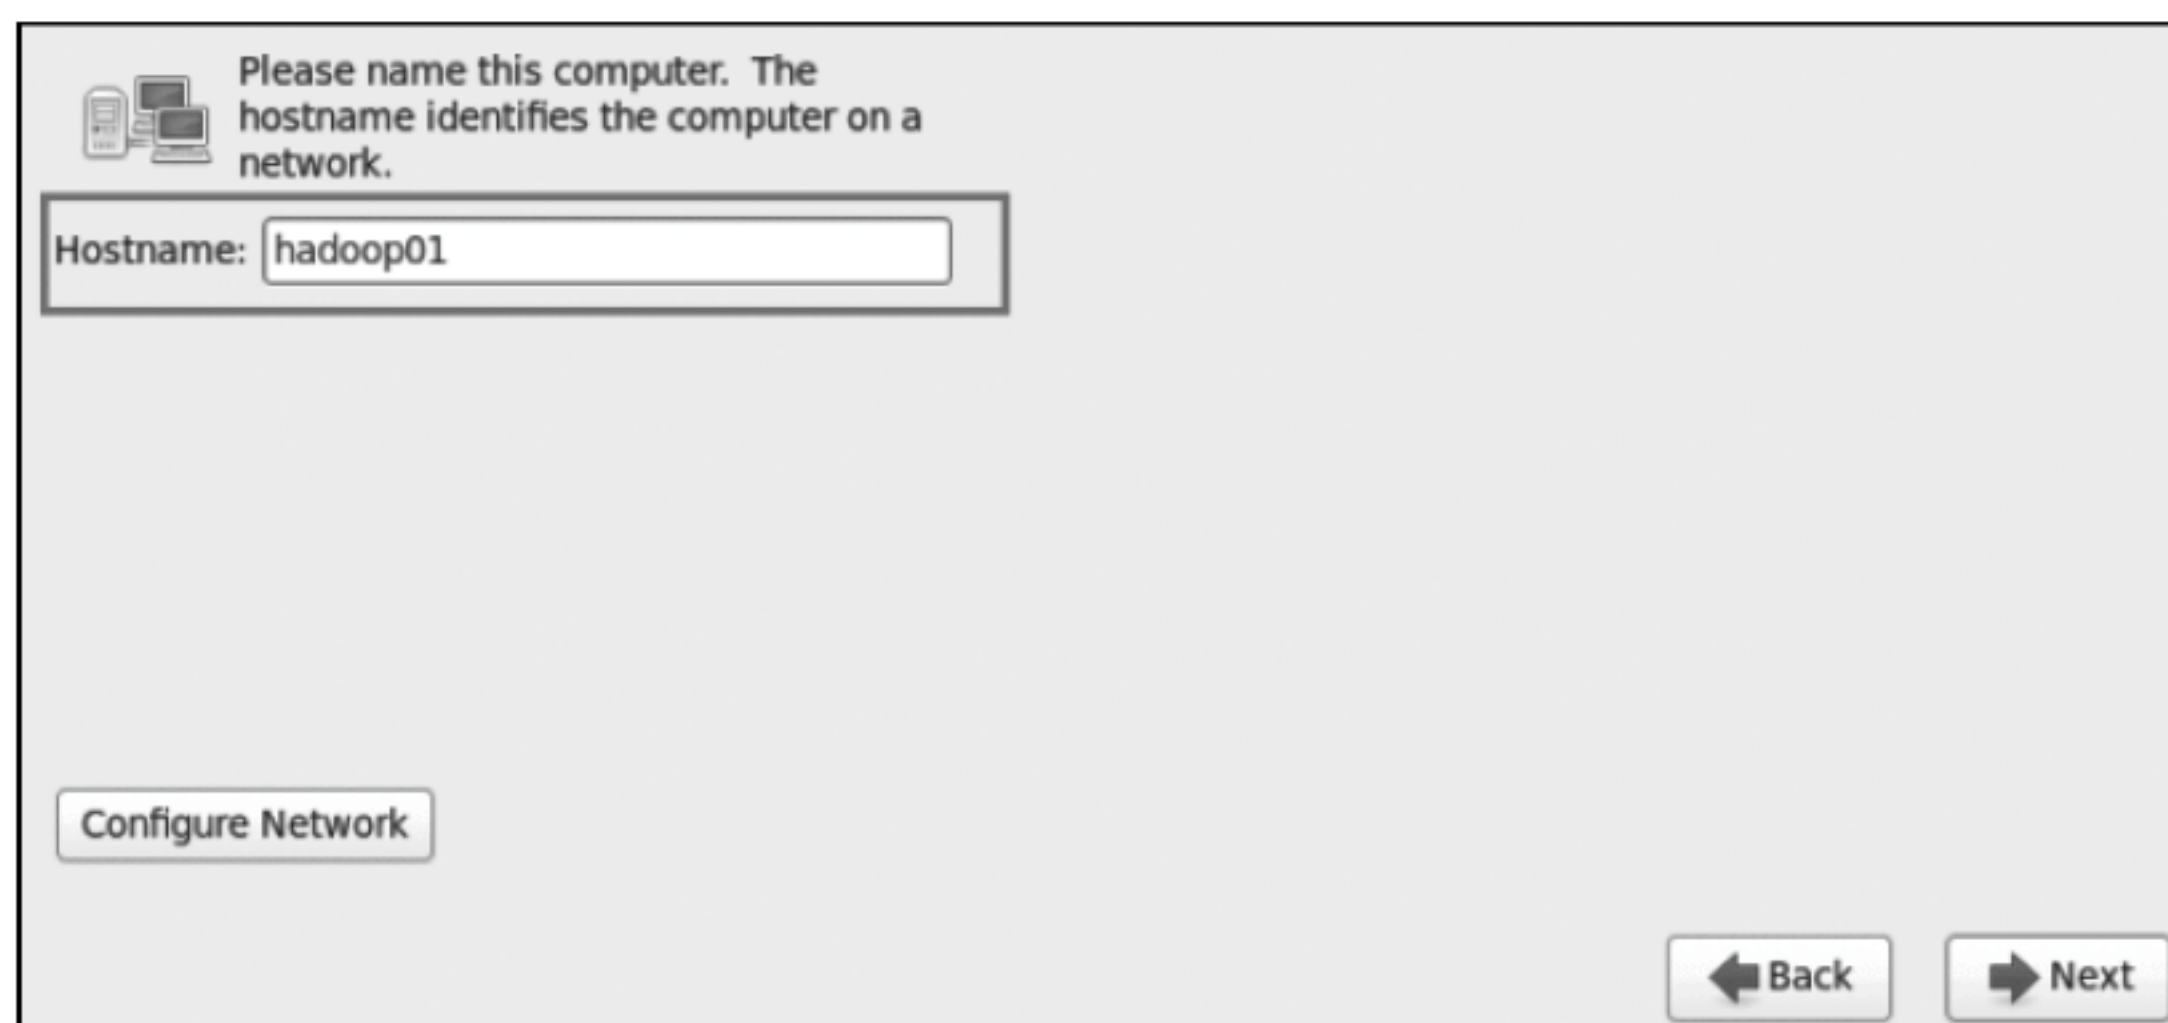 Please name this computer.  The
hostname identifies the computer on a
network.
Hostname: hadoop01
Configure Network
Back Next